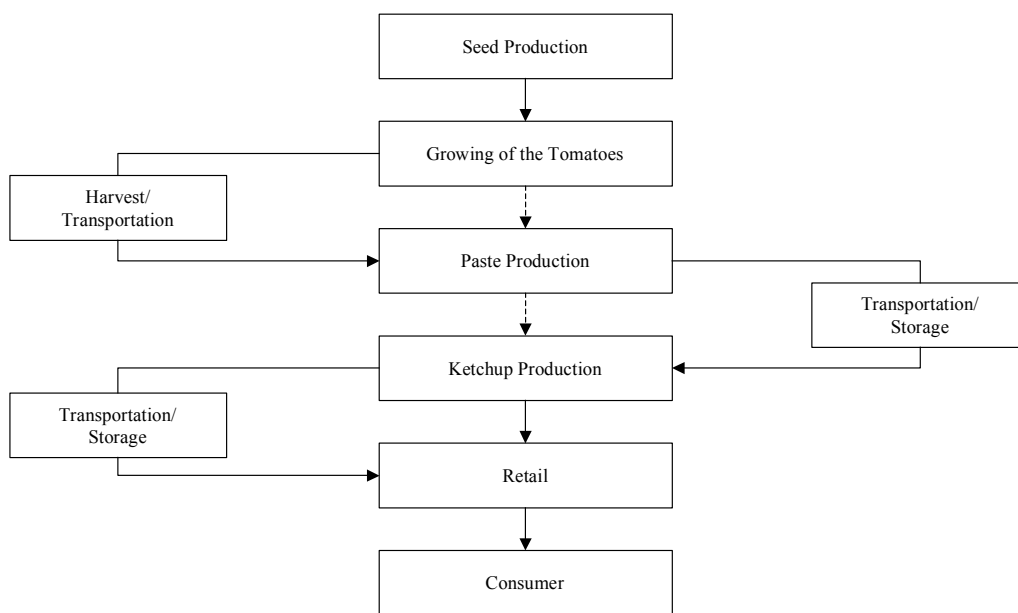 Seed Production
Growing of the Tomatoes
Harvest/
Transportation
Paste Production
Transportation/
Storage
Ketchup Production
Transportation/
Storage
Retail
Consumer